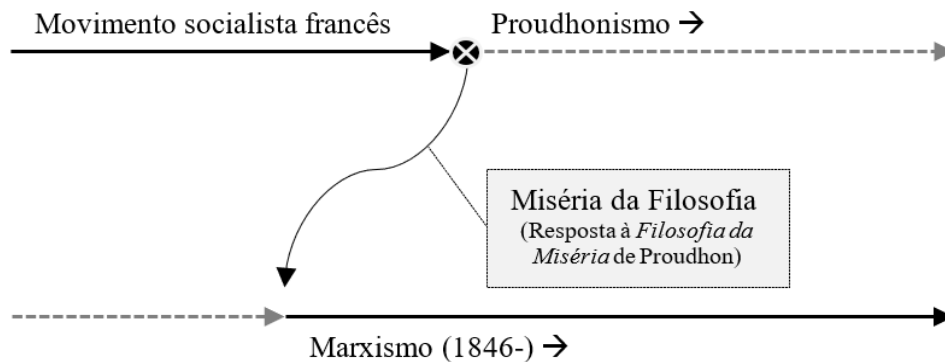 Movimento socialista francês
Proudhonismo →
Miséria da Filosofia
(Resposta à Filosofia da
Miséria de Proudhon)
Marxismo (1846-) →